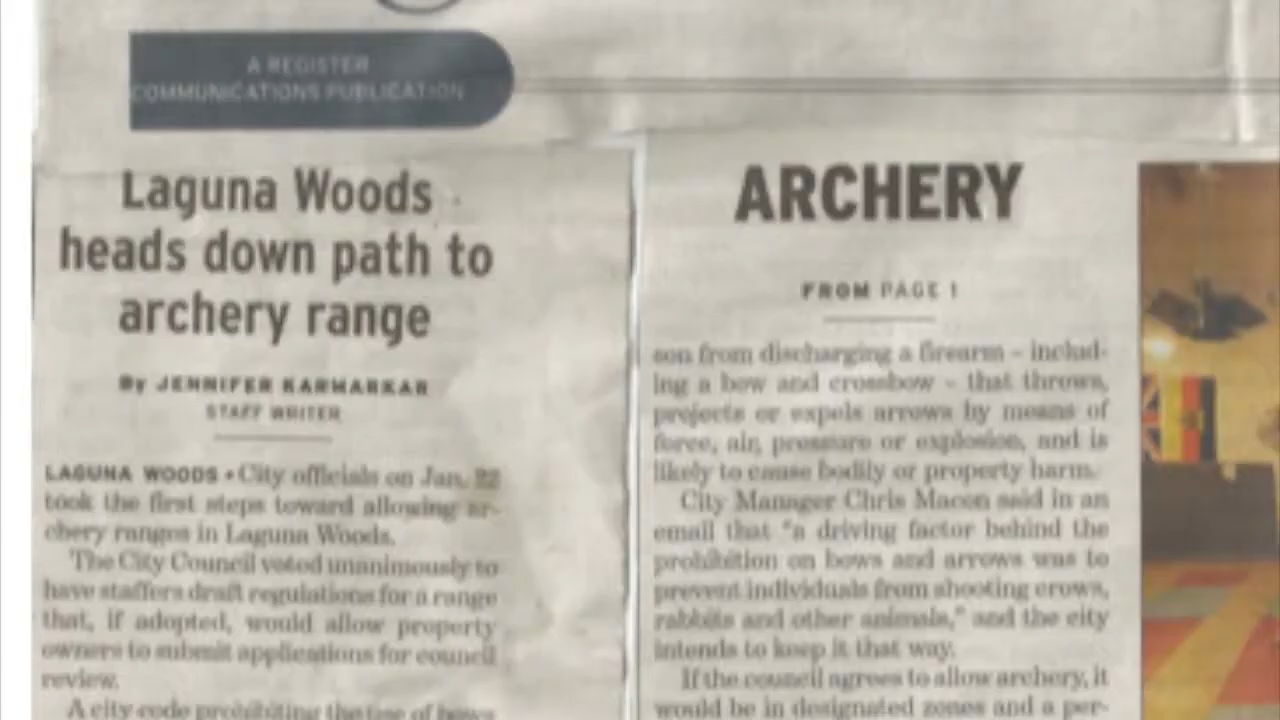 A REGISTER
COMMUNICATIONS PUBLICATION
Laguna Woods
heads down path to
archery range
By JENNIFER KARMARKAR
STAFF WRITER
LAGUNA WOODS • City officials on Jan. 22
took the first steps toward allowing ar-
chery ranges in Laguna Woods.
The City Council voted unanimously to
have staffers draft regulations for a range
that, if adopted, would allow property
owners to submit applications for council
review.
A city code prohibiting the use of bows
ARCHERY
FROM PAGE 1
son from discharging a firearm – includ-
ing a bow and crossbow – that throws,
projects or expels arrows by means of
force, air, pressure or explosion, and is
likely to cause bodily or property harm.
City Manager Chris Macon said in an
email that "a driving factor behind the
prohibition on bows and arrows was to
prevent individuals from shooting crows,
rabbits and other animals," and the city
intends to keep it that way.
If the council agrees to allow archery, it
would be in designated zones and a per-